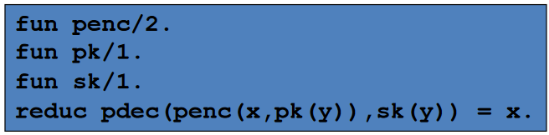 fun penc/2.
fun pk/1.
fun sk/1.
reduc pdec(penc(x,pk(y)),sk(y)) = x.